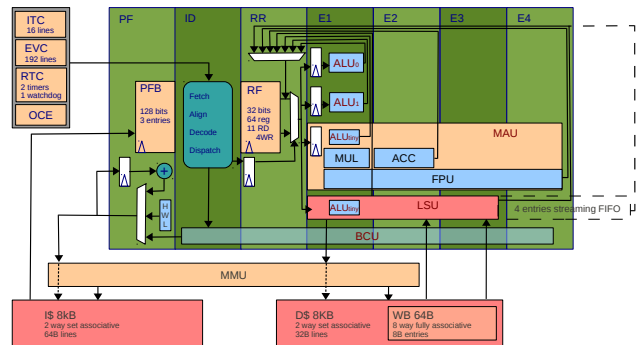 PF
ID
RR
E1
E2
E3
E4
ITC
16 lines
EVC
192 lines
RTC
2 timers
1 watchdog
OCE
PFB
128 bits
3 entries
Fetch
Align
Decode
Dispatch
RF
32 bits
64 reg
11 RD
4WR
ALU0
ALU1
MAU
ALUtiny
MUL
ACC
FPU
ALUtiny
LSU
4 entries streaming FIFO
+
H
W
L
BCU
MMU
I$ 8kB
2 way set associative
64B lines
D$ 8KB
2 way set associative
32B lines
WB 64B
8 way fully associative
8B entries